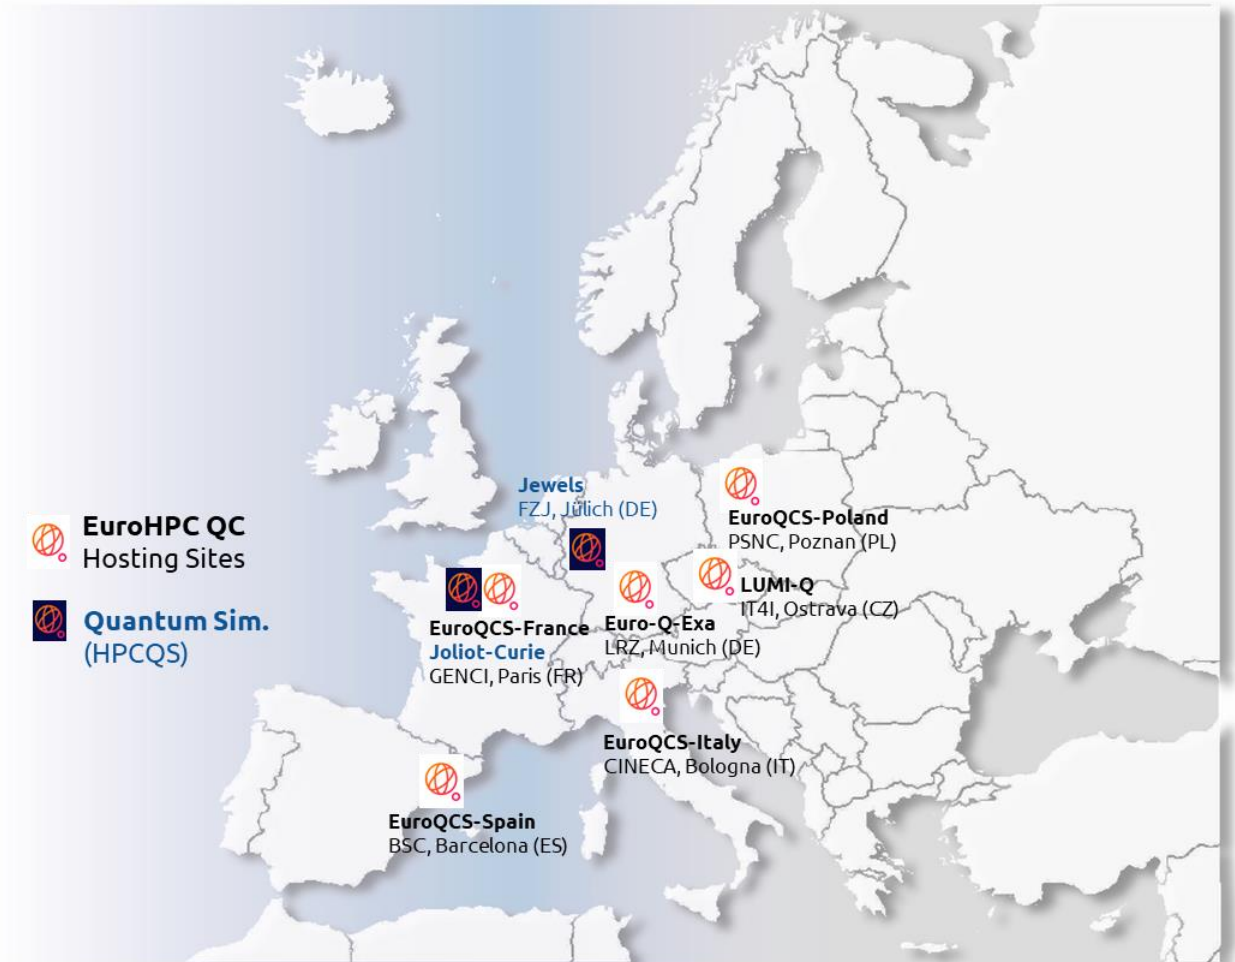 Jewels
FZJ, Jülich (DE)
EuroHPC QC
Hosting Sites
Quantum Sim.
(HPCQS)
EuroQCS-Poland
PSNC, Poznan (PL)
LUMI-Q
IT4I, Ostrava (CZ)
EuroQCS-France
Joliot-Curie
GENCI, Paris (FR)
Euro-Q-Exa
LRZ, Munich (DE)
EuroQCS-Italy
CINECA, Bologna (IT)
EuroQCS-Spain
BSC, Barcelona (ES)